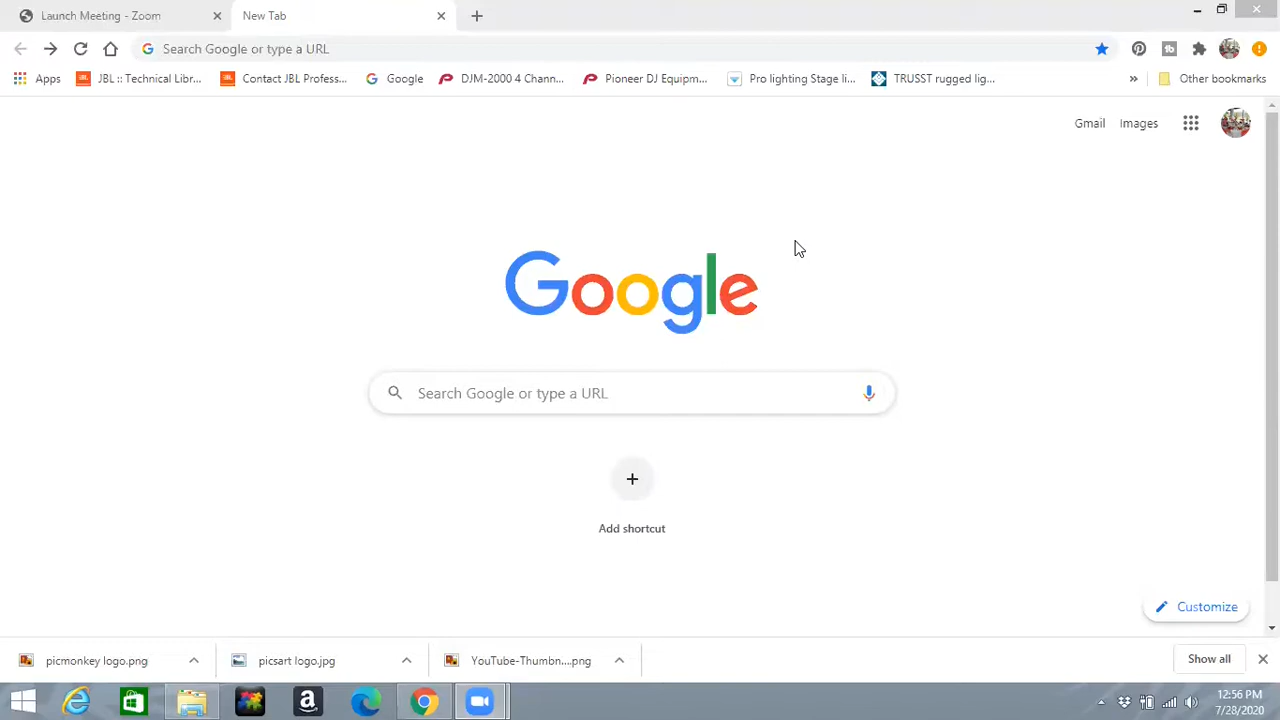 Launch Meeting - Zoom
New Tab
Search Google or type a URL
Apps
JBL :: Technical Libr...
Contact JBL Profess...
Google
DJM-2000 4 Chann...
Pioneer DJ Equipm...
Pro lighting Stage li...
TRUSST rugged lig...
»
Other bookmarks
Gmail
Images
Google
Search Google or type a URL
Add shortcut
Customize
picmonkey logo.png
picsart logo.jpg
YouTube-Thumbn....png
Show all
12:56 PM
7/28/2020